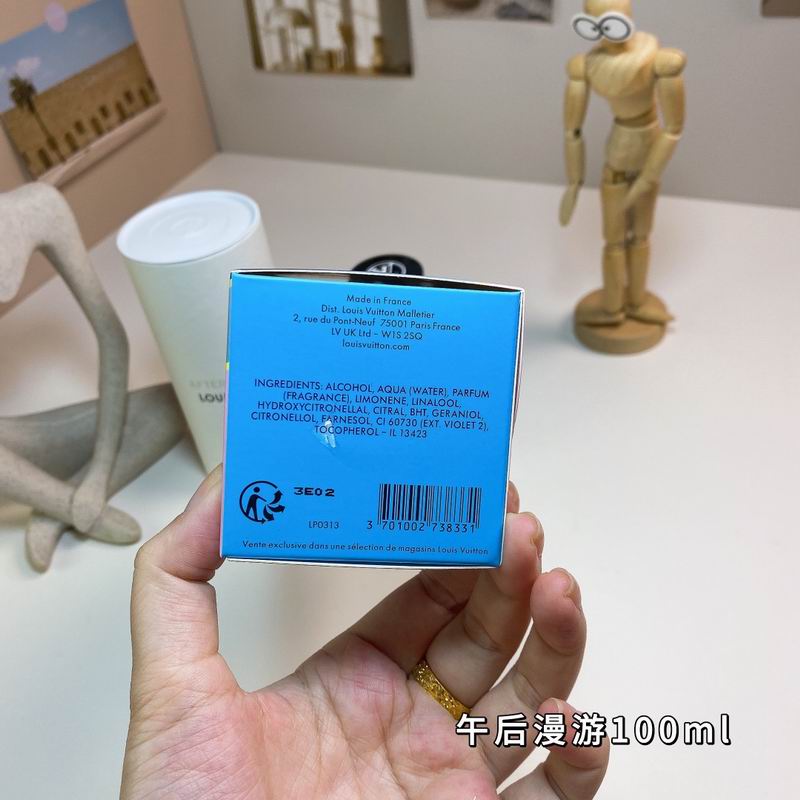 AFTER
LOU
Made in France
Dist. Louis Vuitton Malletier
2, rue du Pont-Neuf 75001 Paris France
LV UK Ltd – W1S 2SQ
louisvuitton.com
INGREDIENTS: ALCOHOL, AQUA (WATER), PARFUM
(FRAGRANCE), LIMONENE, LINALOOL,
HYDROXYCITRONELLAL, CITRAL, BHT, GERANIOL,
CITRONELLOL, FARNESOL, CI 60730 (EXT. VIOLET 2),
TOCOPHEROL – IL 13423
3E02
LP0313
3 701002 738331
Vente exclusive dans une sélection de magasins Louis Vuitton
午后漫游100ml